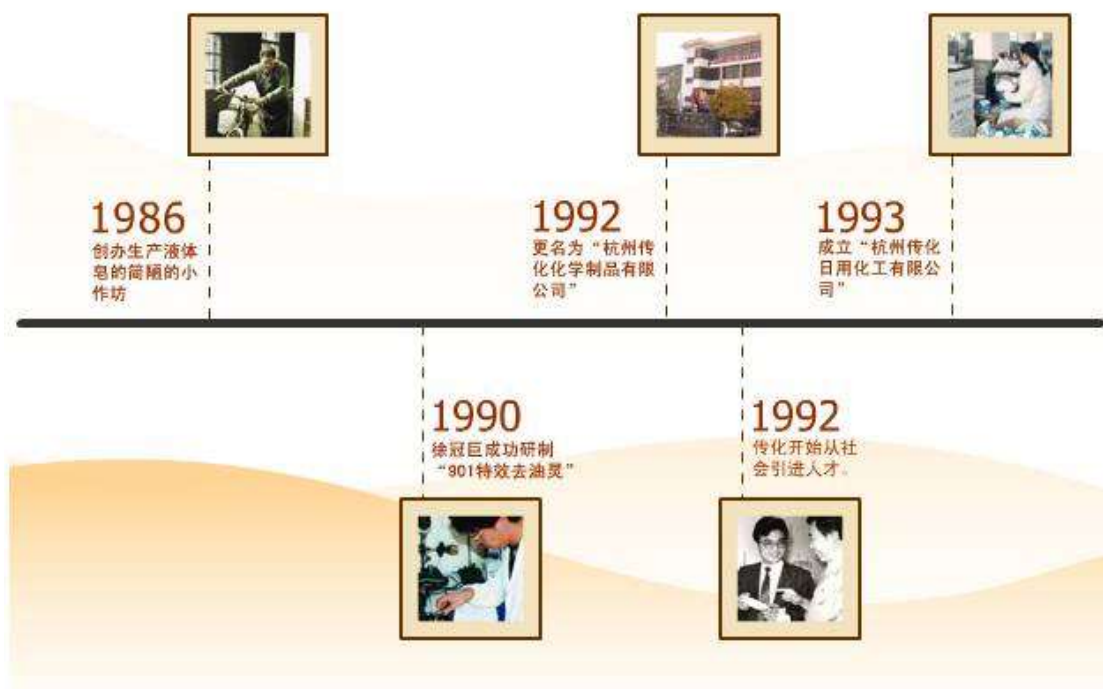 1986
创办生产液体
皂的简陋的小
作坊
1992
更名为“杭州传
化化学制品有限
公司”
1993
成立“杭州传化
日用化工有限公
司”
1990
徐冠巨成功研制
“901特效去油灵”
1992
传化开始从社
会引进人才。